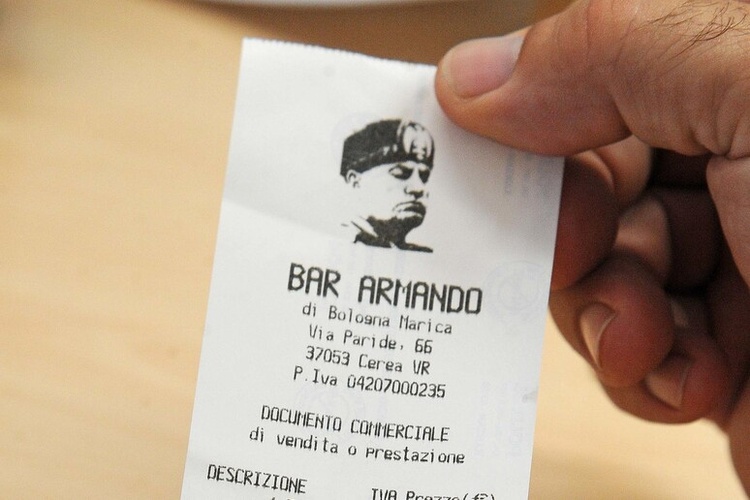 BAR ARMANDO
di Bologna Marica
Via Paride, 66
37053 Cerea VR
P.Iva 04207000235
DOCUMENTO COMMERCIALE
di vendita o prestazione
DESCRIZIONE IVA Prezzo(€)